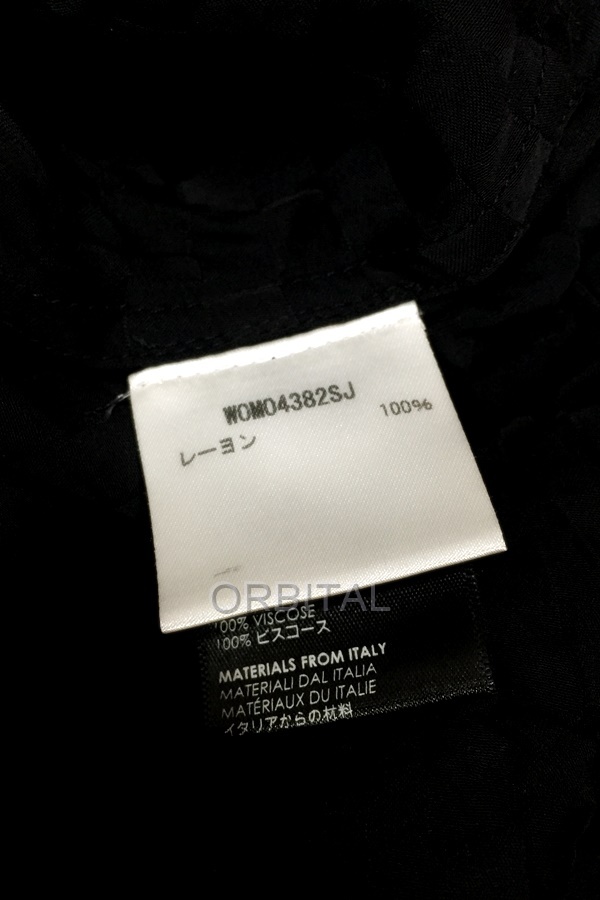 WOM04382SJ
レーヨン 100%
ORBITAL
100% VISCOSE
100% ビスコース
MATERIALS FROM ITALY
MATERIALI DAL ITALIA
MATÉRIAUX DU ITALIE
イタリアからの材料